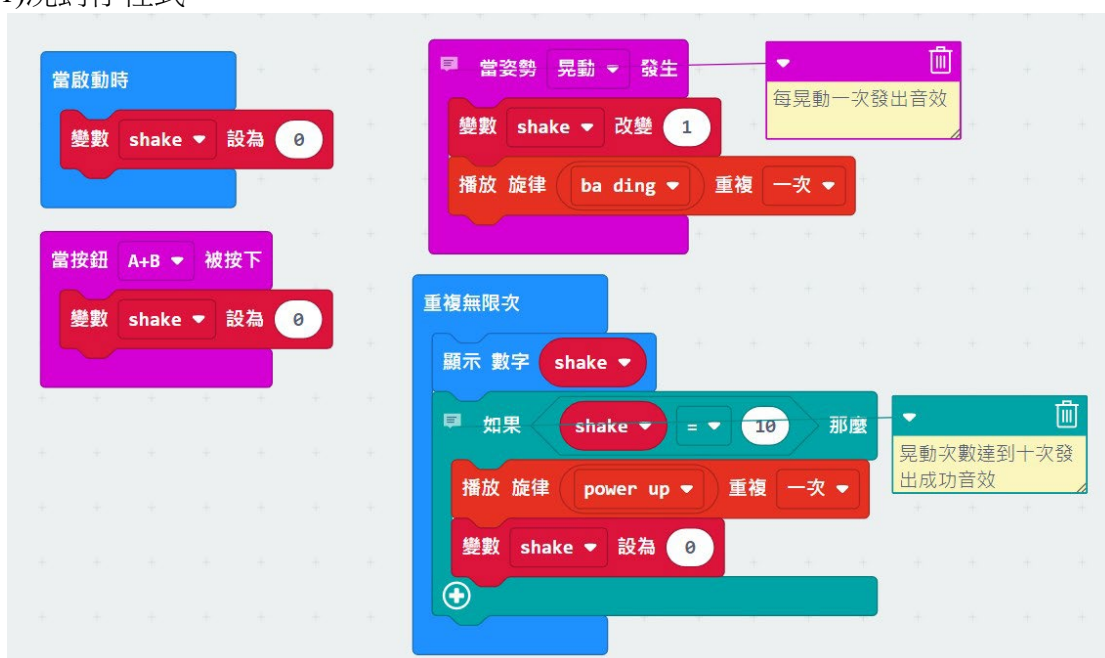 當啟動時
變數 shake 設為 0
當按鈕 A+B 被按下
變數 shake 設為 0
當姿勢 晃動 發生
變數 shake 改變 1
播放 旋律 ba ding 重複 一次
每晃動一次發出音效
重複無限次
顯示 數字 shake
如果 shake = 10 那麼
播放 旋律 power up 重複 一次
變數 shake 設為 0
晃動次數達到十次發
出成功音效